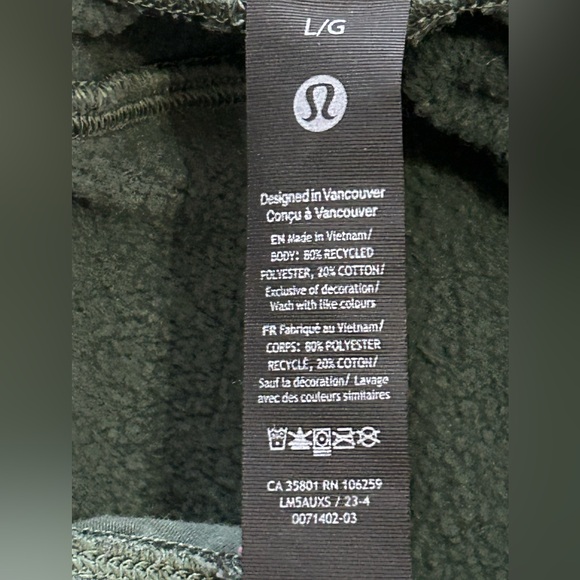 L/G
Designed in Vancouver
Conçu à Vancouver
EN Made in Vietnam/
BODY: 80% RECYCLED
POLYESTER, 20% COTTON/
Exclusive of decoration/
Wash with like colours
FR Fabriqué au Vietnam/
CORPS: 80% POLYESTER
RECYCLÉ, 20% COTON/
Sauf la décoration/ Lavage
avec des couleurs similaires
CA 35801 RN 106259
LM5AUXS / 23-4
0071402-03